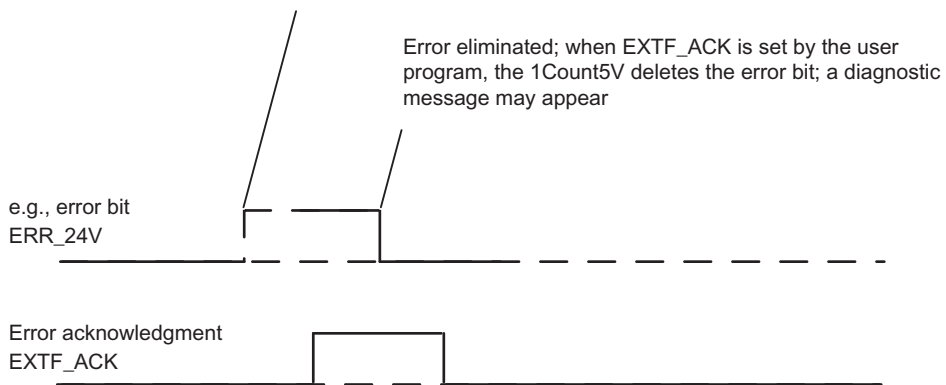 Error eliminated; when EXTF_ACK is set by the user
program, the 1Count5V deletes the error bit; a diagnostic
message may appear
e.g., error bit
ERR_24V
Error acknowledgment
EXTF_ACK